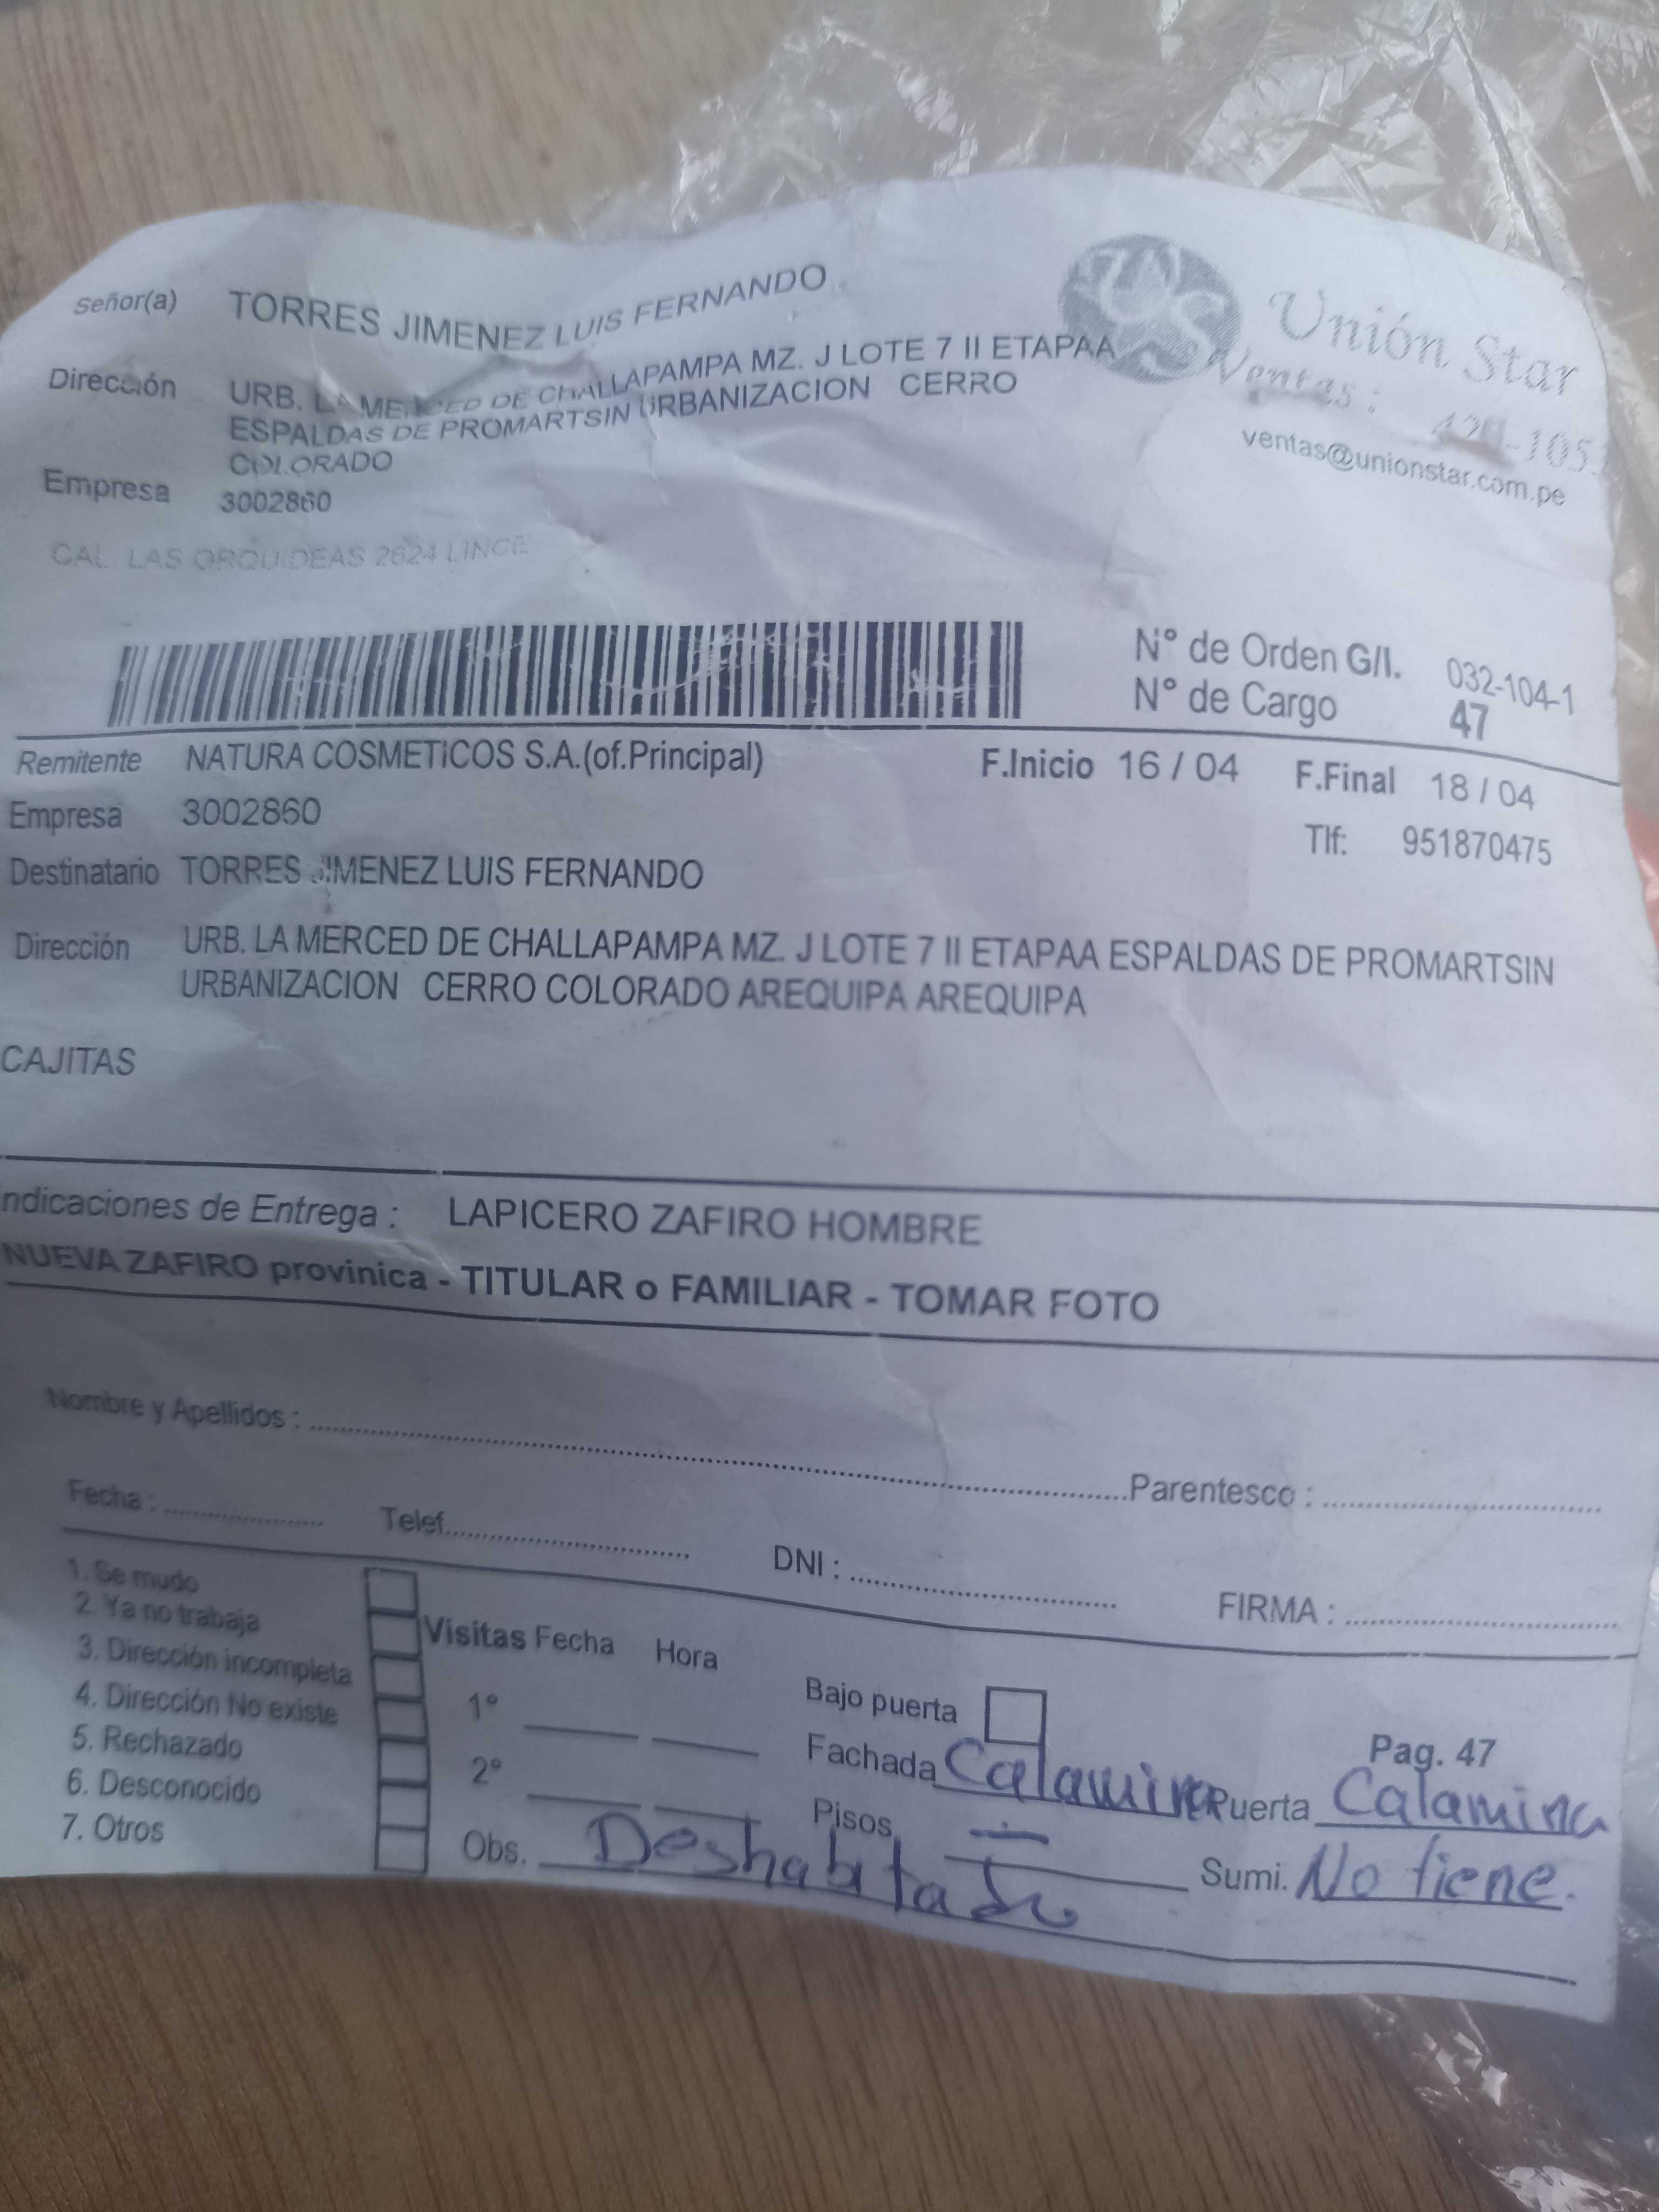 Señor(a) TORRES JIMENEZ LUIS FERNANDO
Unión Star
Dirección URB. LA MERCED DE CHALLAPAMPA MZ. J LOTE 7 II ETAPAA
ESPALDAS DE PROMARTSIN URBANIZACION CERRO
COLORADO
Ventas :
ventas@unionstar.com.pe
Empresa 3002860
CAL. LAS ORQUIDEAS 2624 LINCE
N° de Orden G/I. 032-104-1
N° de Cargo 47
Remitente NATURA COSMETICOS S.A.(of.Principal) F.Inicio 16 / 04 F.Final 18 / 04
Empresa 3002860 Tlf: 951870475
Destinatario TORRES JIMENEZ LUIS FERNANDO
Dirección URB. LA MERCED DE CHALLAPAMPA MZ. J LOTE 7 II ETAPAA ESPALDAS DE PROMARTSIN
URBANIZACION CERRO COLORADO AREQUIPA AREQUIPA
CAJITAS
ndicaciones de Entrega : LAPICERO ZAFIRO HOMBRE
NUEVA ZAFIRO provinica - TITULAR o FAMILIAR - TOMAR FOTO
Nombre y Apellidos : Parentesco :
Fecha : Telef. DNI : FIRMA :
1. Se mudo
2. Ya no trabaja
3. Dirección incompleta
4. Dirección No existe
5. Rechazado
6. Desconocido
7. Otros
Visitas Fecha Hora
1°
2°
Obs. Deshabitado
Bajo puerta Pag. 47
Fachada Calamina Puerta Calamina
Pisos — Sumi. No tiene.